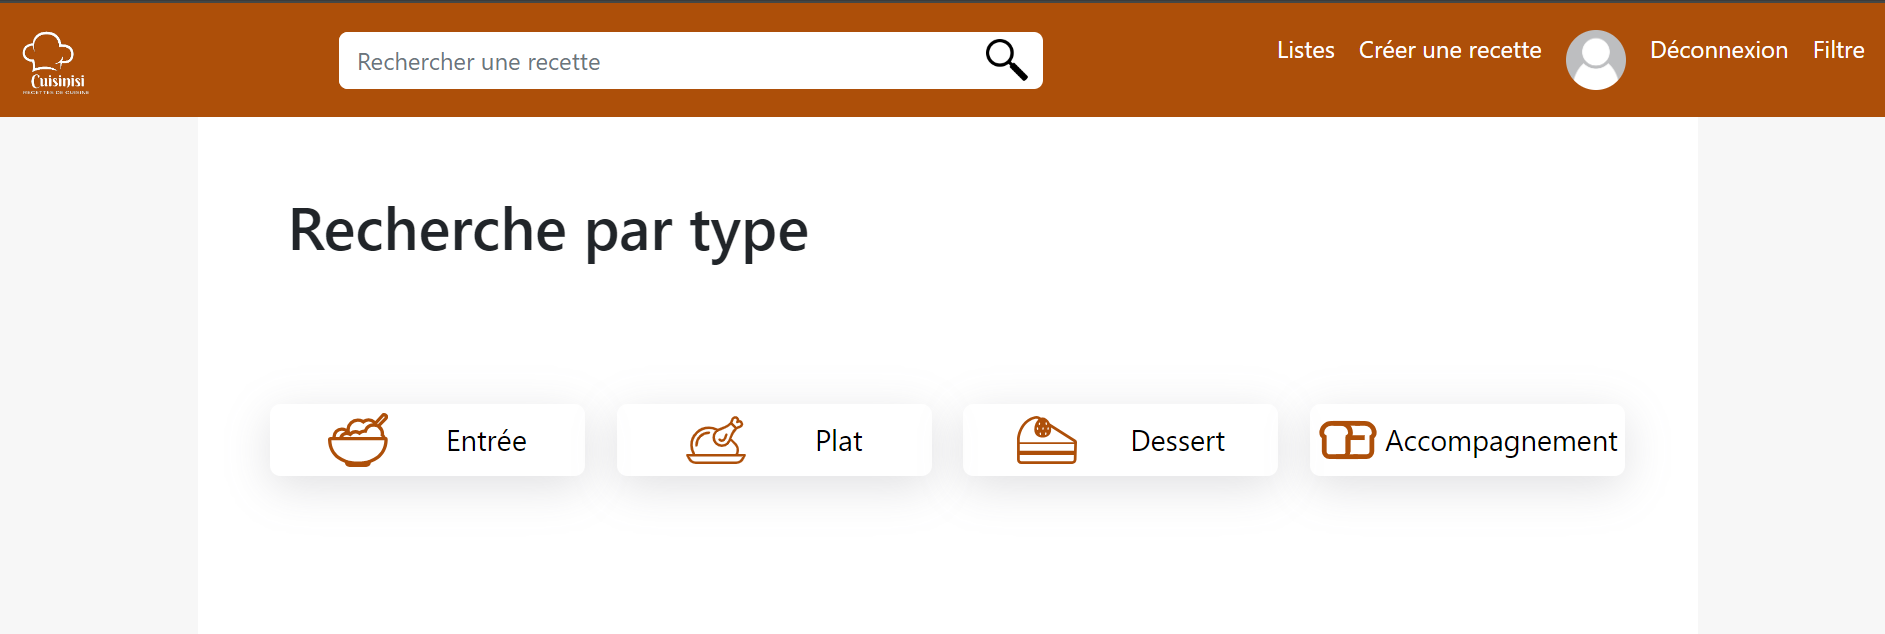 Cuisinisi
RECETTES DE CUISINE
Rechercher une recette
Listes
Créer une recette
Déconnexion
Filtre
Recherche par type
Entrée
Plat
Dessert
Accompagnement